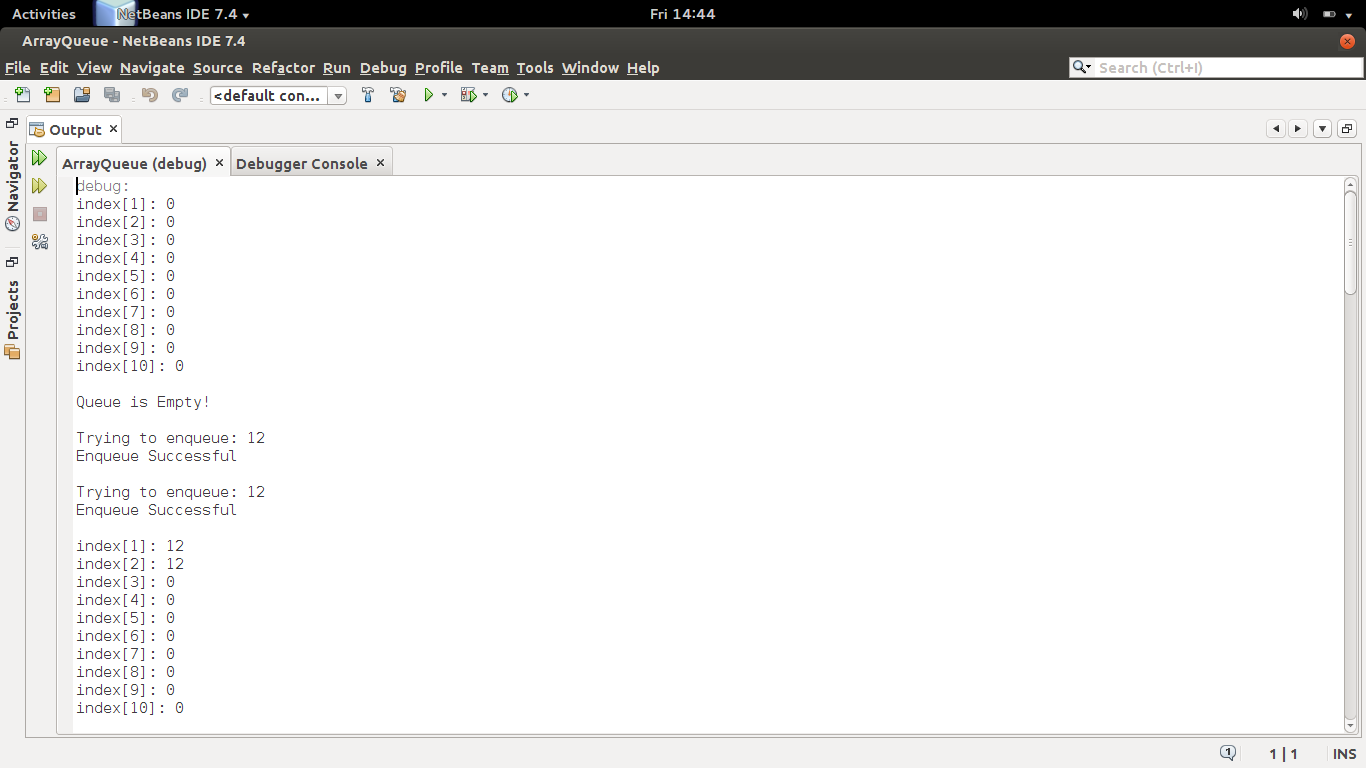 Activities NetBeans IDE 7.4 Fri 14:44
ArrayQueue - NetBeans IDE 7.4
File Edit View Navigate Source Refactor Run Debug Profile Team Tools Window Help Search (Ctrl+I)
<default con...
Output
Navigator
Projects
ArrayQueue (debug) Debugger Console
debug:
index[1]: 0
index[2]: 0
index[3]: 0
index[4]: 0
index[5]: 0
index[6]: 0
index[7]: 0
index[8]: 0
index[9]: 0
index[10]: 0
Queue is Empty!
Trying to enqueue: 12
Enqueue Successful
Trying to enqueue: 12
Enqueue Successful
index[1]: 12
index[2]: 12
index[3]: 0
index[4]: 0
index[5]: 0
index[6]: 0
index[7]: 0
index[8]: 0
index[9]: 0
index[10]: 0
1 1 | 1 INS